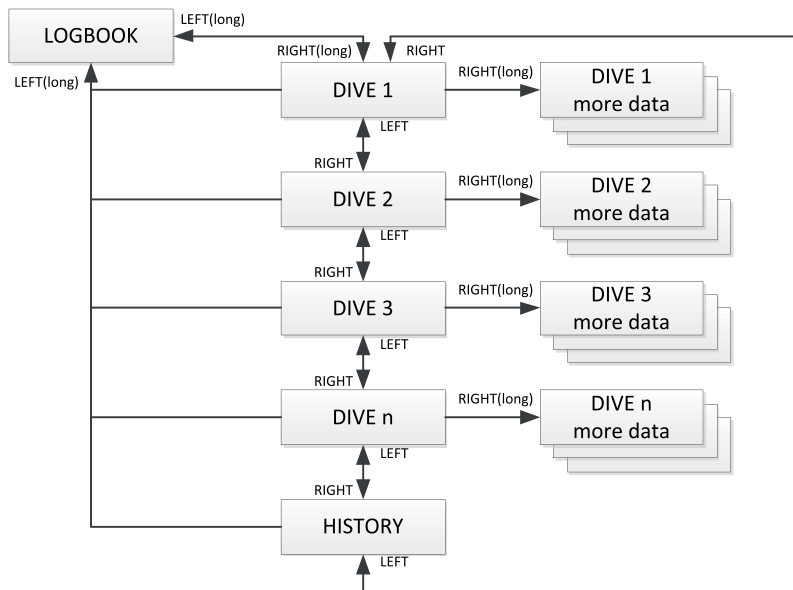 LOGBOOK
LEFT(long)
RIGHT(long)
RIGHT
LEFT(long)
DIVE 1
RIGHT(long)
DIVE 1
more data
LEFT
RIGHT
DIVE 2
RIGHT(long)
DIVE 2
more data
LEFT
RIGHT
DIVE 3
RIGHT(long)
DIVE 3
more data
LEFT
RIGHT
DIVE n
RIGHT(long)
DIVE n
more data
LEFT
RIGHT
HISTORY
LEFT